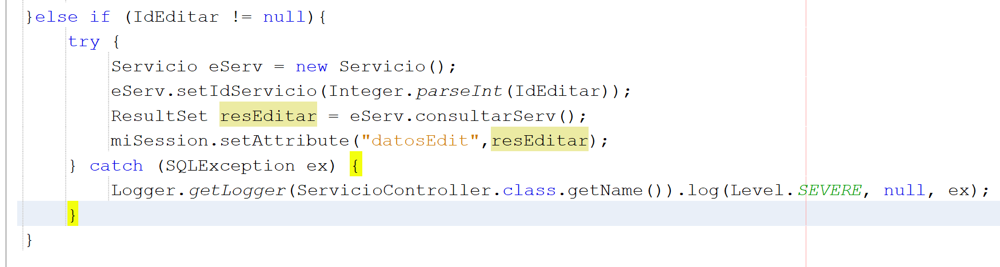 }else if (IdEditar != null){
try {
Servicio eServ = new Servicio();
eServ.setIdServicio(Integer.parseInt(IdEditar));
ResultSet resEditar = eServ.consultarServ();
miSession.setAttribute("datosEdit",resEditar);
} catch (SQLException ex) {
Logger.getLogger(ServicioController.class.getName()).log(Level.SEVERE, null, ex);
}
}